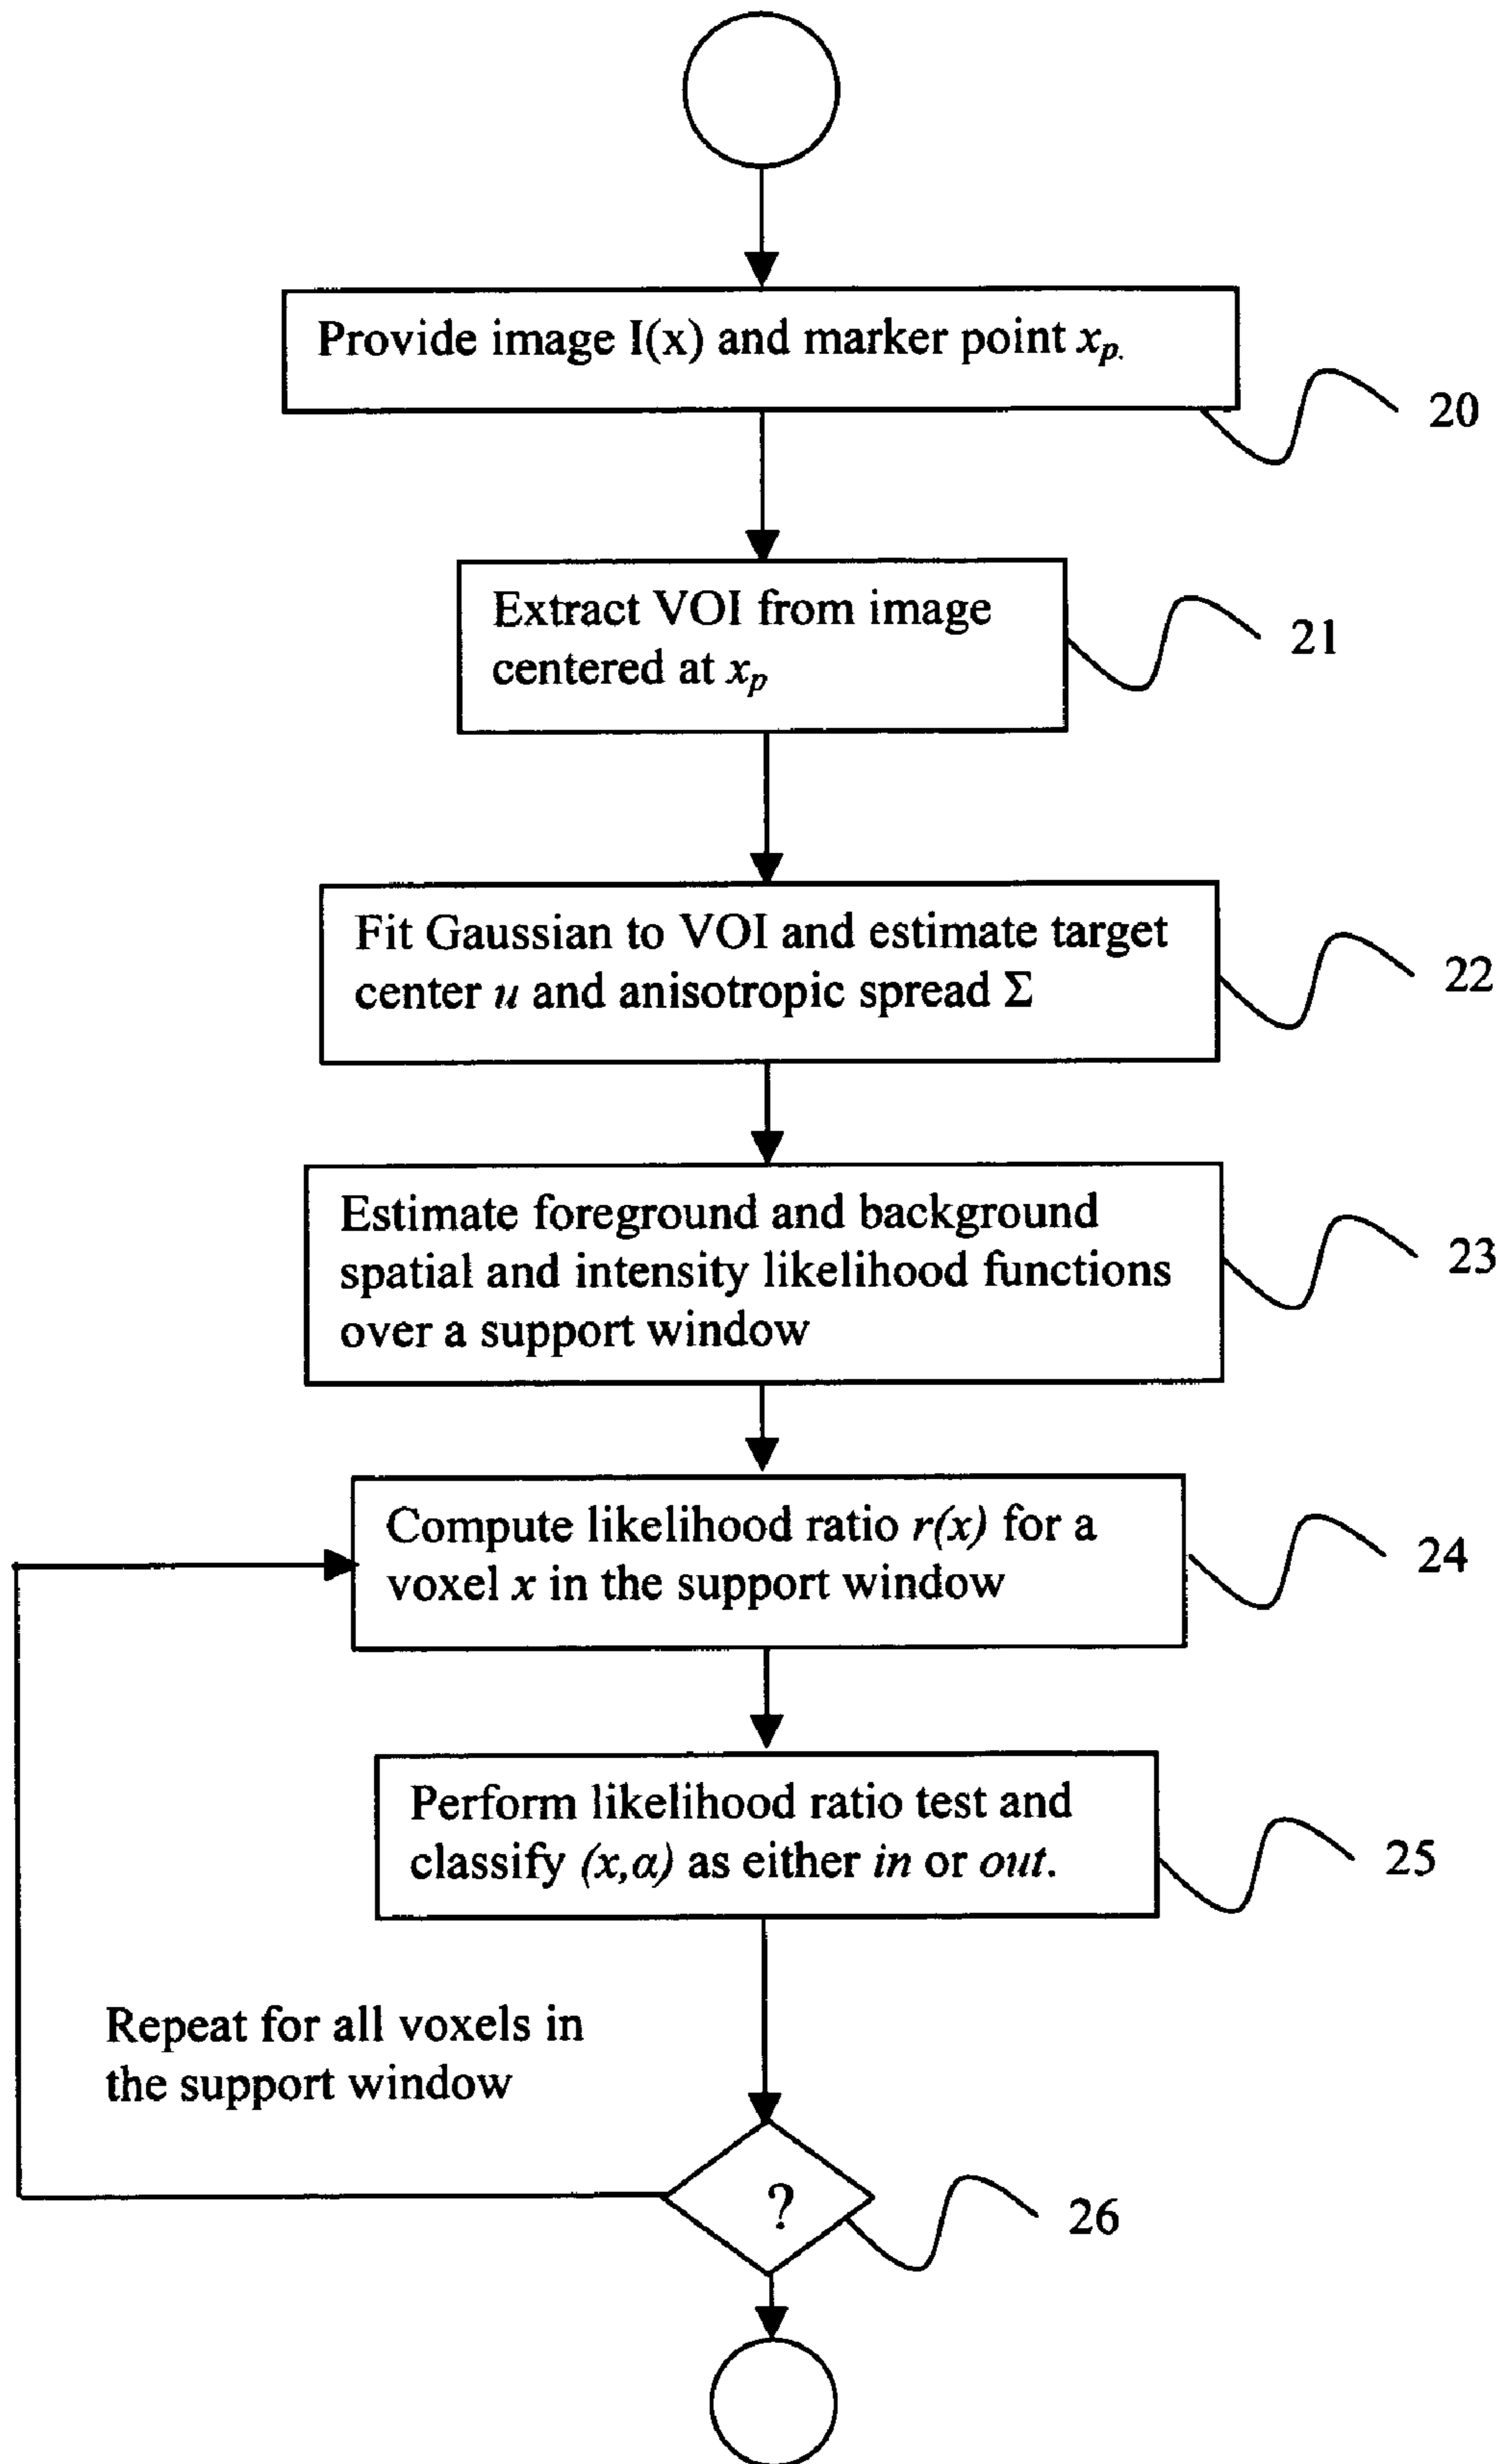 Provide image I(x) and marker point xp.
20
Extract VOI from image
centered at xp
21
Fit Gaussian to VOI and estimate target
center u and anisotropic spread Σ
22
Estimate foreground and background
spatial and intensity likelihood functions
over a support window
23
Compute likelihood ratio r(x) for a
voxel x in the support window
24
Perform likelihood ratio test and
classify (x,α) as either in or out.
25
Repeat for all voxels in
the support window
?
26